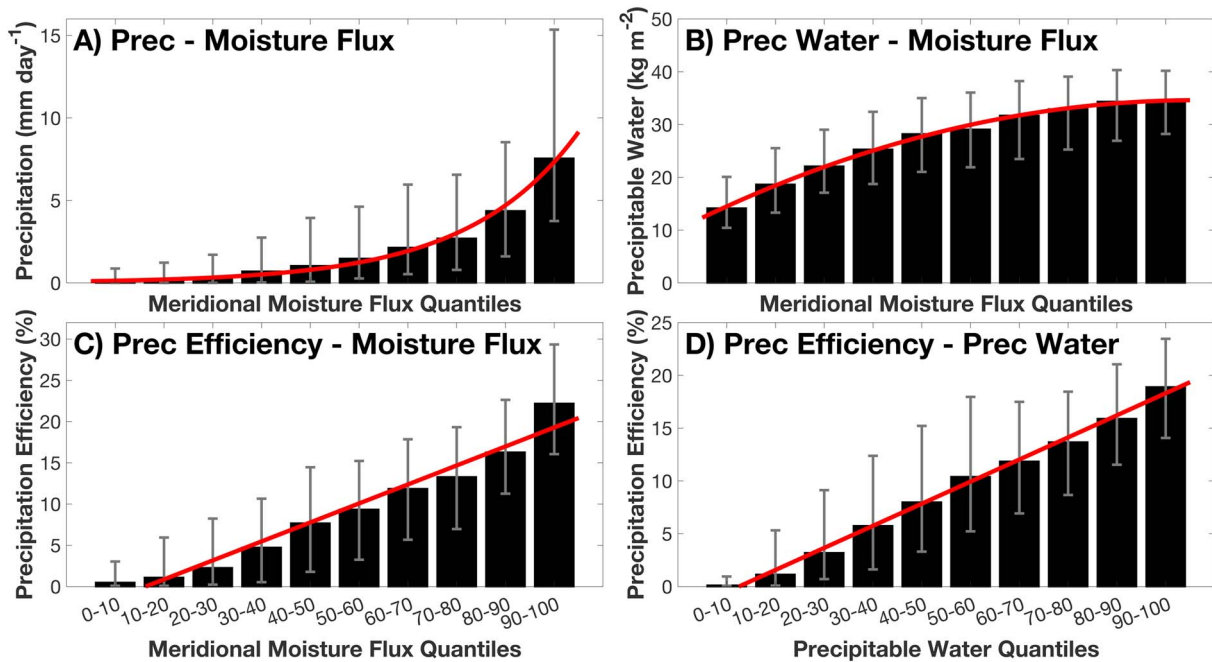 A) Prec - Moisture Flux
Precipitation (mm day⁻¹)
15
10
5
0
Meridional Moisture Flux Quantiles
B) Prec Water - Moisture Flux
Precipitable Water (kg m⁻²)
50
40
30
20
10
0
Meridional Moisture Flux Quantiles
C) Prec Efficiency - Moisture Flux
Precipitation Efficiency (%)
30
25
20
15
10
5
0
0-10 10-20 20-30 30-40 40-50 50-60 60-70 70-80 80-90 90-100
Meridional Moisture Flux Quantiles
D) Prec Efficiency - Prec Water
Precipitation Efficiency (%)
25
20
15
10
5
0
0-10 10-20 20-30 30-40 40-50 50-60 60-70 70-80 80-90 90-100
Precipitable Water Quantiles